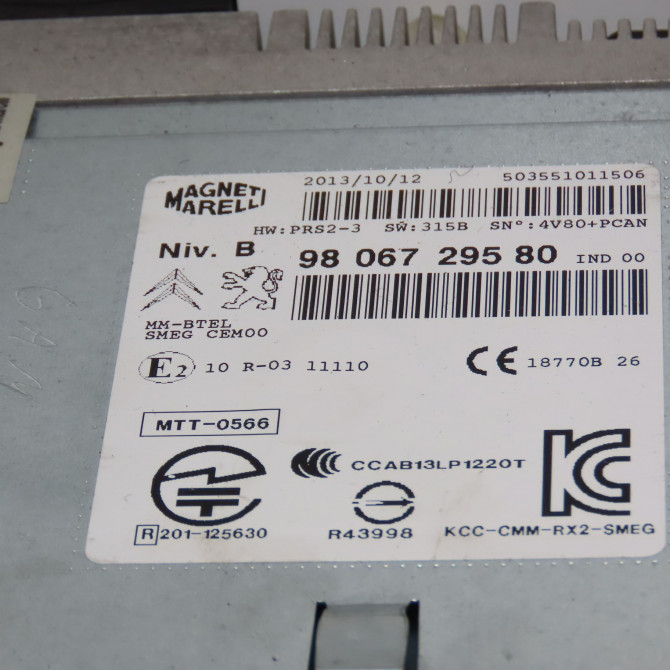 MAGNETI
MARELLI
2013/10/12 503551011506
HW:PRS2-3 SW:315B SN°:4V80+PCAN
Niv. B 98 067 295 80 IND 00
MM-BTEL
SMEG CEM00
E2 10 R-03 11110 CE 18770B 26
MTT-0566
CCAB13LP1220T
R 201-125630 R43998 KCC-CMM-RX2-SMEG